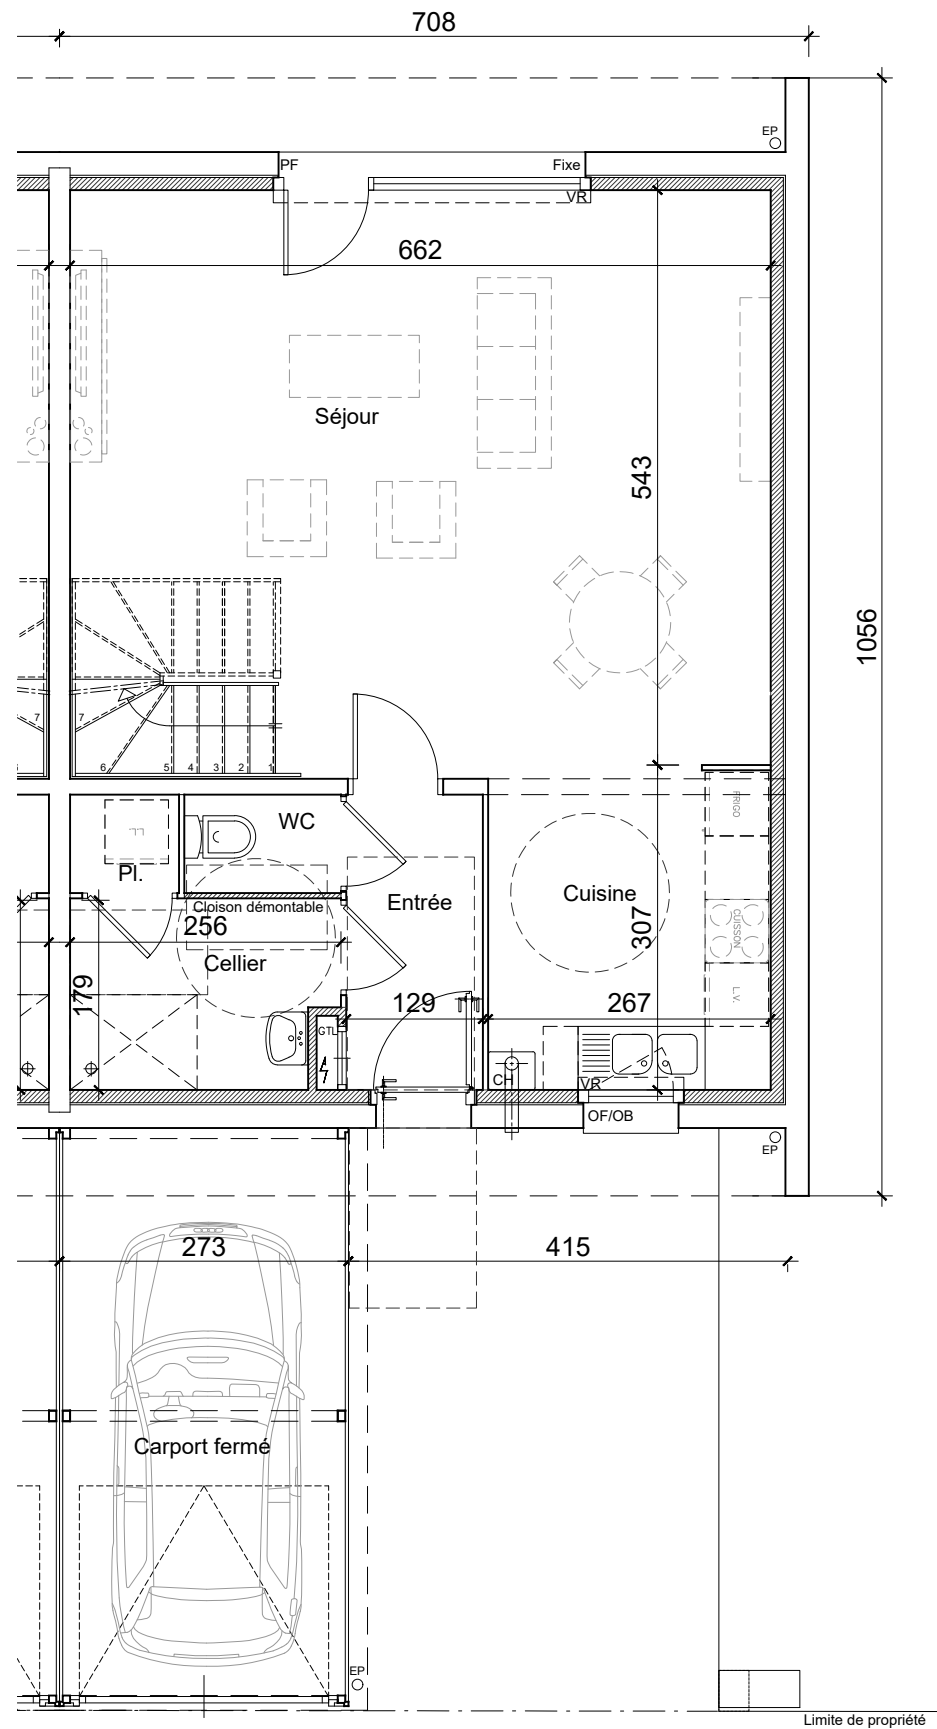 708
EP
PF
Fixe
VR
662
Séjour
543
1056
7
7
6
5
4
3
2
1
FRIGO
WC
LL
Pl.
Entrée
Cuisine
Cloison démontable
256
CUISSON
307
Cellier
179
129
267
L.V.
GTL
CH
VR
OF/OB
EP
273
415
Carport fermé
EP
Limite de propriété